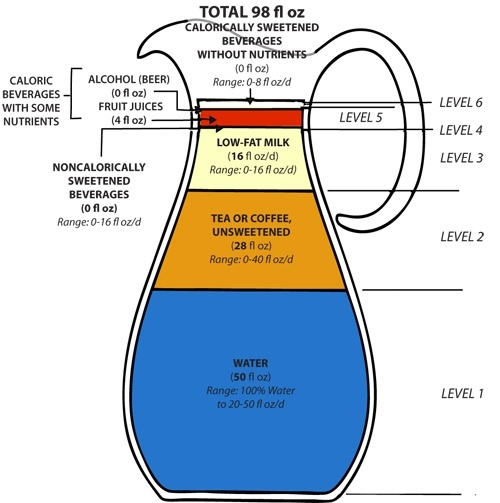 TOTAL 98 fl oz
CALORICALLY SWEETENED
BEVERAGES
WITHOUT NUTRIENTS
(0 fl oz)
Range: 0-8 fl oz/d
CALORIC
BEVERAGES
WITH SOME
NUTRIENTS
ALCOHOL (BEER)
(0 fl oz)
FRUIT JUICES
(4 fl oz)
LEVEL 6
LEVEL 5
LEVEL 4
NONCALORICALLY
SWEETENED
BEVERAGES
(0 fl oz)
Range: 0-16 fl oz/d
LOW-FAT MILK
(16 fl oz/d)
Range: 0-16 fl oz/d)
LEVEL 3
TEA OR COFFEE,
UNSWEETENED
(28 fl oz)
Range: 0-40 fl oz/d
LEVEL 2
WATER
(50 fl oz)
Range: 100% Water
to 20-50 fl oz/d
LEVEL 1